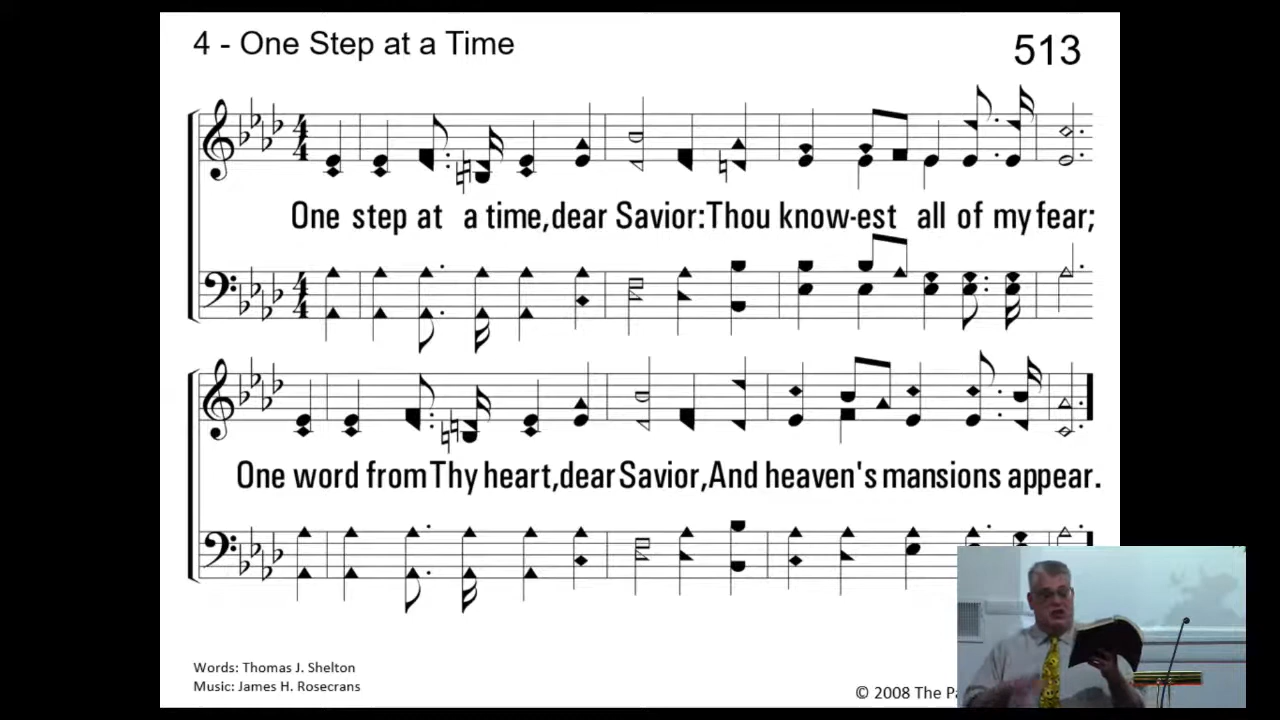 4 - One Step at a Time
513
One step at a time, dear Savior: Thou know-est all of my fear;
One word from Thy heart, dear Savior, And heaven's mansions appear.
Words: Thomas J. Shelton
Music: James H. Rosecrans
© 2008 The